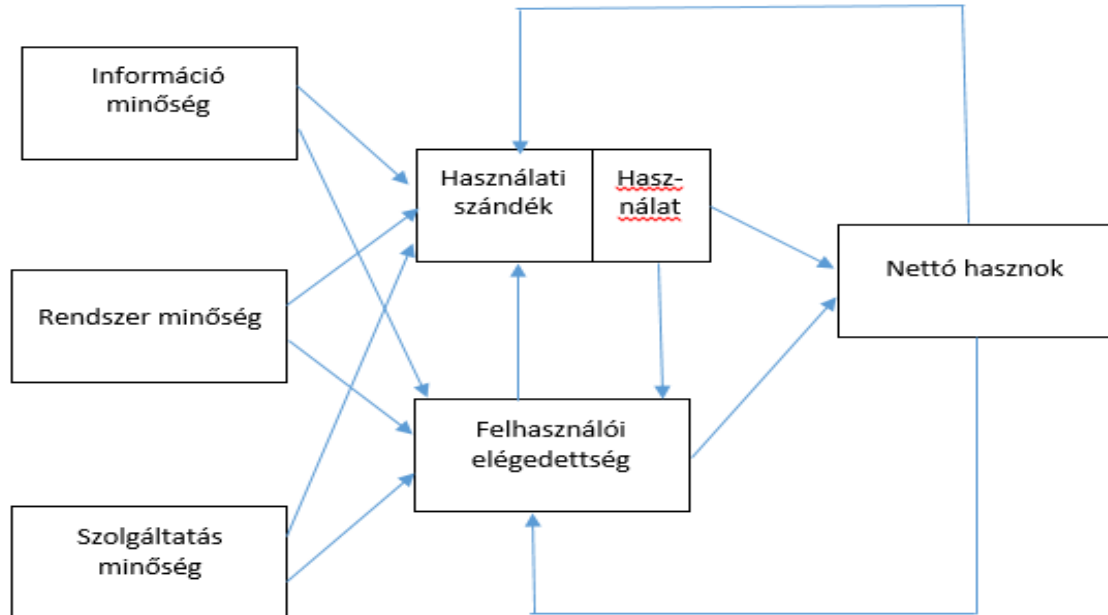 Információ
minőség
Használati
szándék
Hasz-
nálat
Nettó hasznok
Rendszer minőség
Felhasználói
elégedettség
Szolgáltatás
minőség